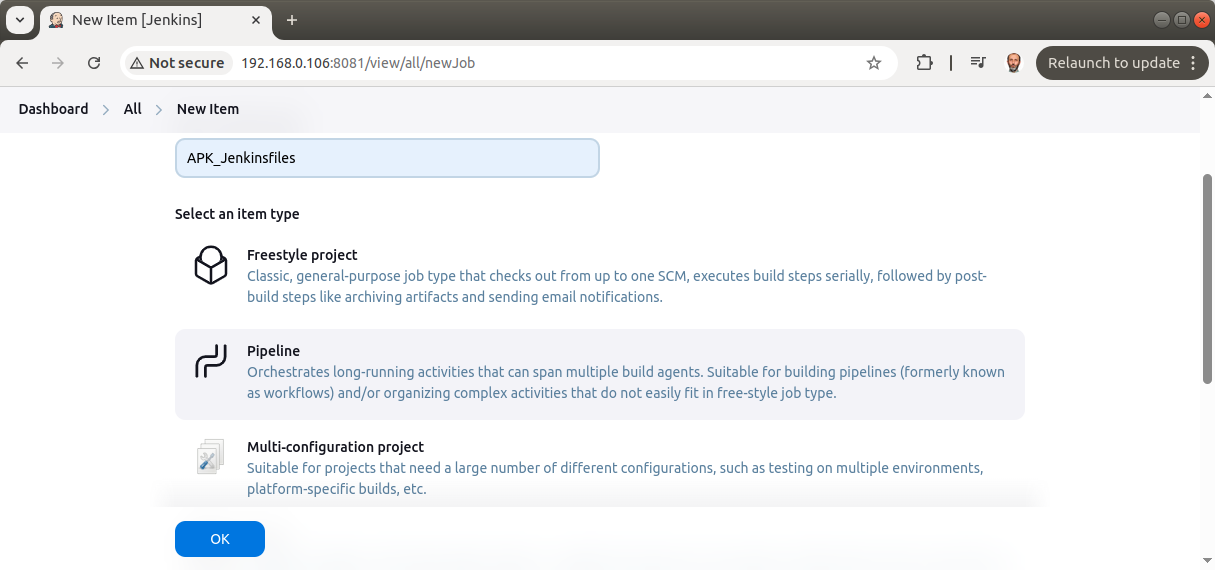 New Item [Jenkins]
Not secure
192.168.0.106:8081/view/all/newJob
Relaunch to update
Dashboard
All
New Item
APK_Jenkinsfiles
Select an item type
Freestyle project
Classic, general-purpose job type that checks out from up to one SCM, executes build steps serially, followed by post-
build steps like archiving artifacts and sending email notifications.
Pipeline
Orchestrates long-running activities that can span multiple build agents. Suitable for building pipelines (formerly known
as workflows) and/or organizing complex activities that do not easily fit in free-style job type.
Multi-configuration project
Suitable for projects that need a large number of different configurations, such as testing on multiple environments,
platform-specific builds, etc.
OK